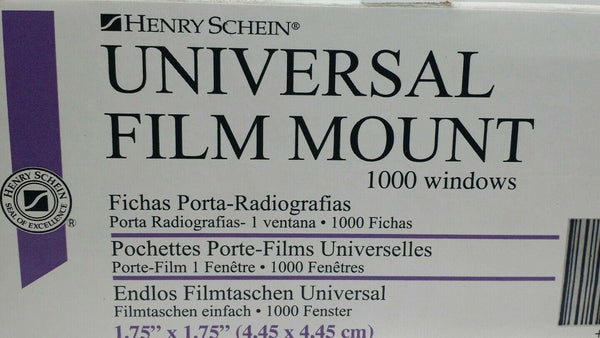 HENRY SCHEIN®
UNIVERSAL
FILM MOUNT
1000 windows
HENRY SCHEIN
SEAL OF EXCELLENCE
®
Fichas Porta-Radiografias
Porta Radiografias- 1 ventana • 1000 Fichas
Pochettes Porte-Films Universelles
Porte-Film 1 Fenêtre • 1000 Fenêtres
Endlos Filmtaschen Universal
Filmtaschen einfach • 1000 Fenster
1.75” x 1.75” (4.45 x 4.45 cm)